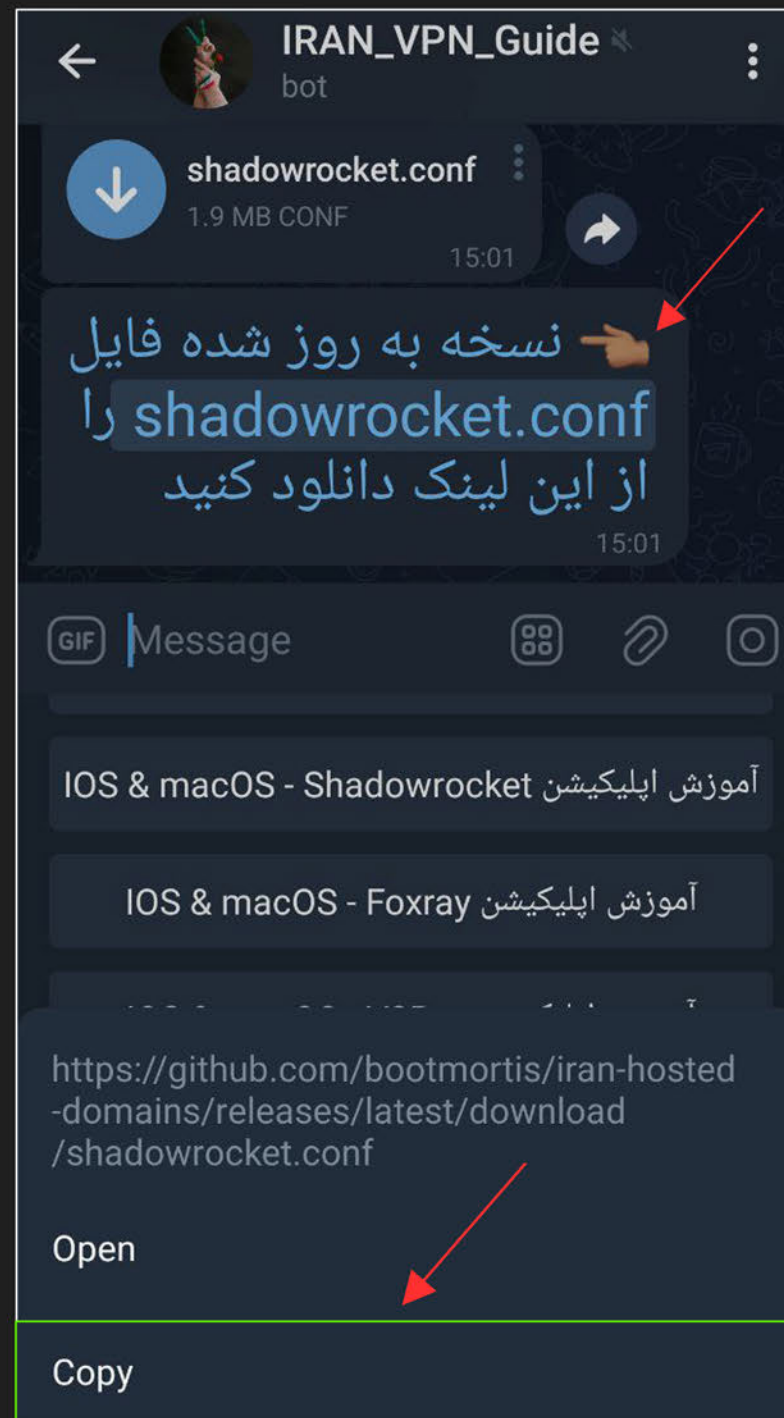 IRAN_VPN_Guide
bot
shadowrocket.conf
1.9 MB CONF
15:01
👈🏽 نسخه به روز شده فایل
shadowrocket.conf را
از این لینک دانلود کنید
15:01
GIF Message
آموزش اپلیکیشن IOS & macOS - Shadowrocket
آموزش اپلیکیشن IOS & macOS - Foxray
https://github.com/bootmortis/iran-hosted
-domains/releases/latest/download
/shadowrocket.conf
Open
Copy